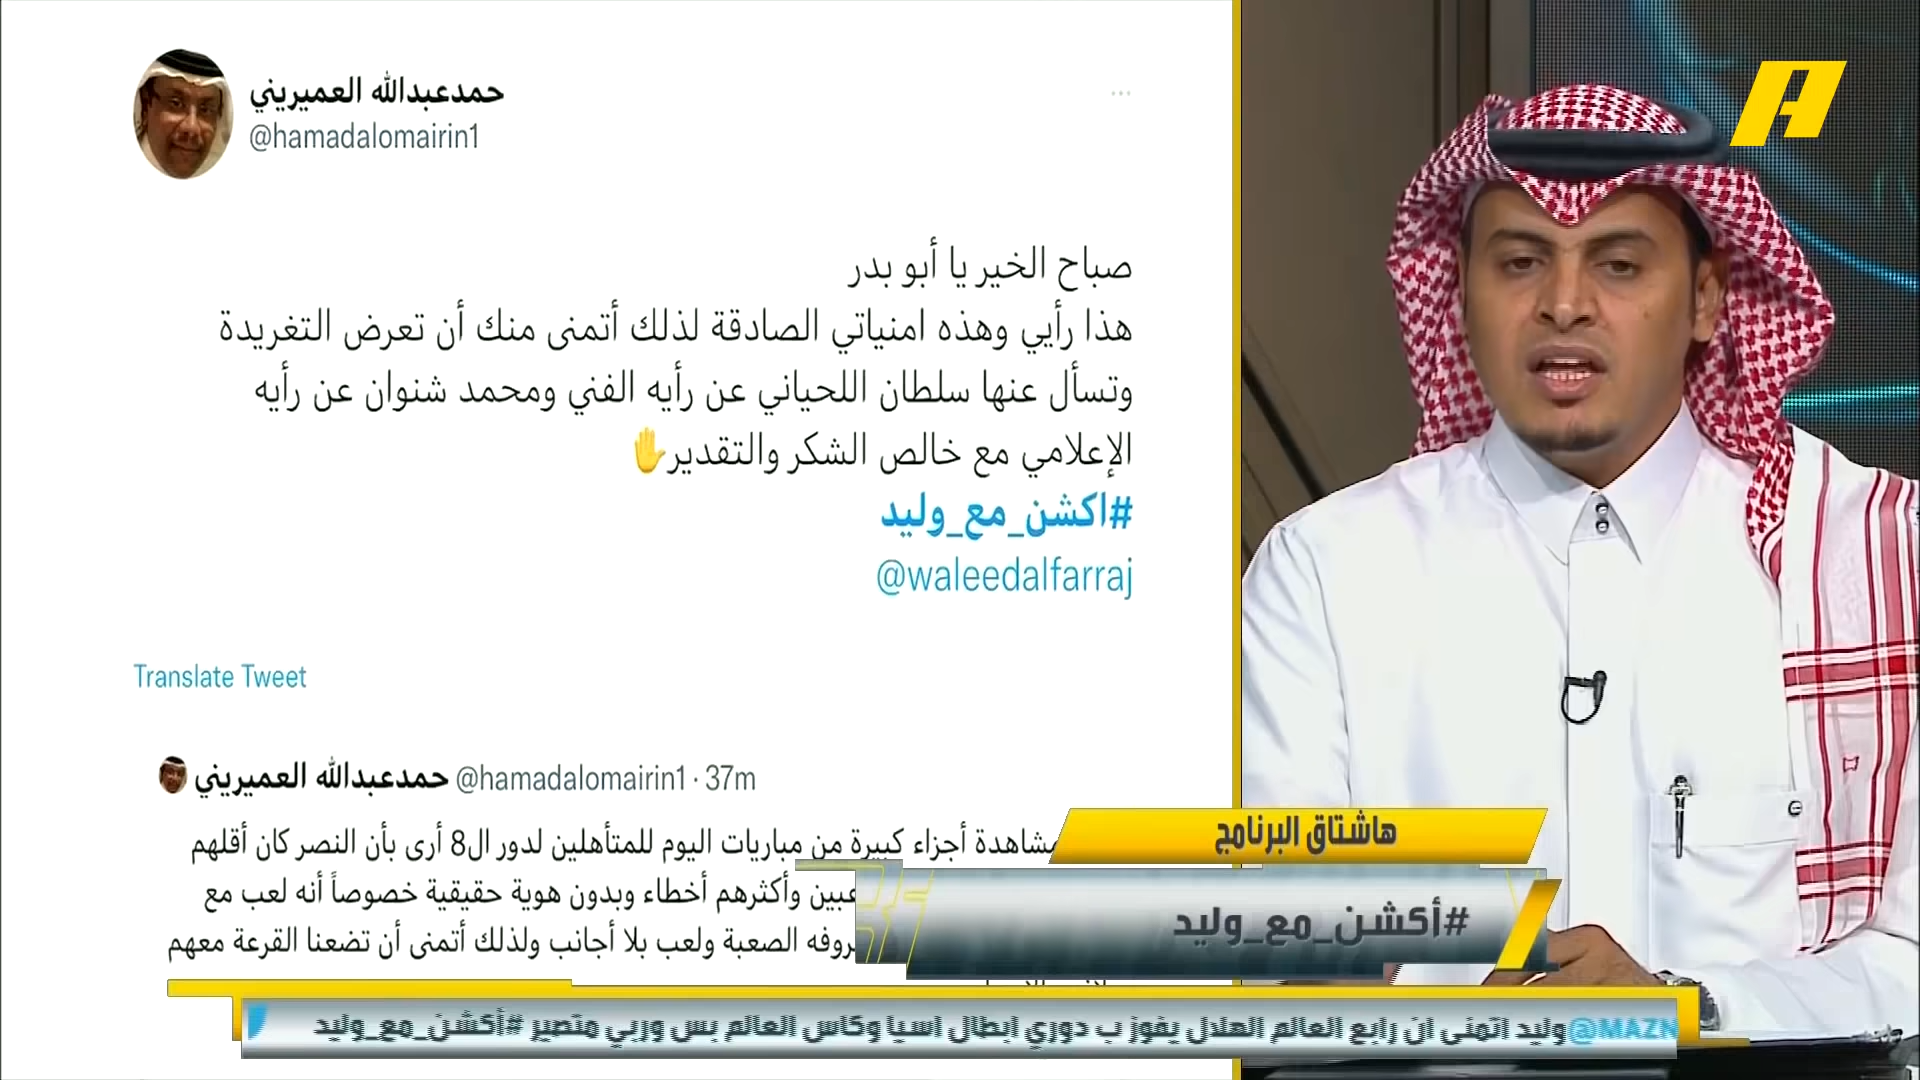 حمدعبدالله العميريني
@hamadalomairin1
صباح الخير يا أبو بدر
هذا رأيي وهذه امنياتي الصادقة لذلك أتمنى منك أن تعرض التغريدة
وتسأل عنها سلطان اللحياني عن رأيه الفني ومحمد شنوان عن رأيه
الإعلامي مع خالص الشكر والتقدير✋
#اكشن_مع_وليد
@waleedalfarraj
Translate Tweet
حمدعبدالله العميريني @hamadalomairin1 · 37m
مشاهدة أجزاء كبيرة من مباريات اليوم للمتأهلين لدور ال8 أرى بأن النصر كان أقلهم
وأكثرهم أخطاء وبدون هوية حقيقية خصوصاً أنه لعب مع
الصعبة ولعب بلا أجانب ولذلك أتمنى أن تضعنا القرعة معهم
هاشتاق البرنامج
#أكشن_مع_وليد
@MAZN وليد اتمنى ان رابع العالم الهلال يفوز ب دوري ابطال اسيا وكاس العالم بس وربي متصير #أكشن_مع_وليد